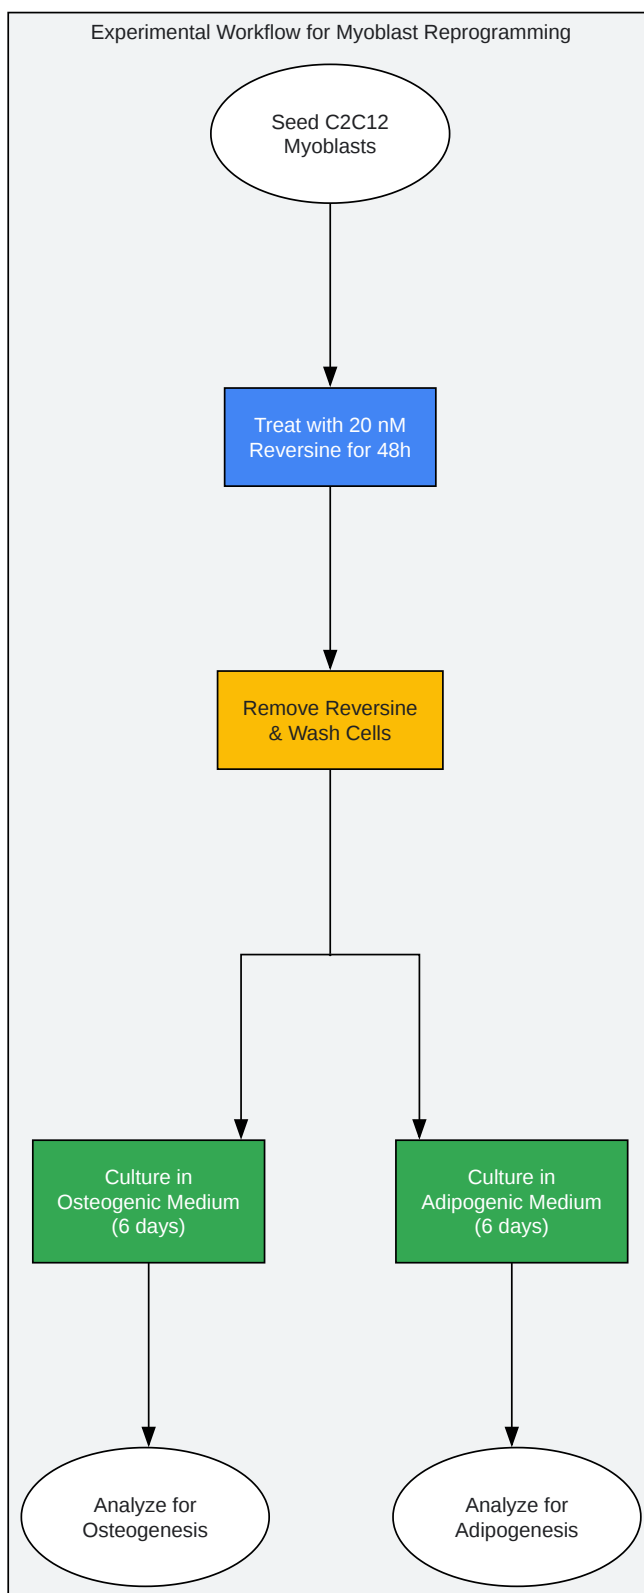 Experimental Workflow for Myoblast Reprogramming
Seed C2C12
Myoblasts
Treat with 20 nM
Reversine for 48h
Remove Reversine
& Wash Cells
Culture in
Osteogenic Medium
(6 days)
Culture in
Adipogenic Medium
(6 days)
Analyze for
Osteogenesis
Analyze for
Adipogenesis